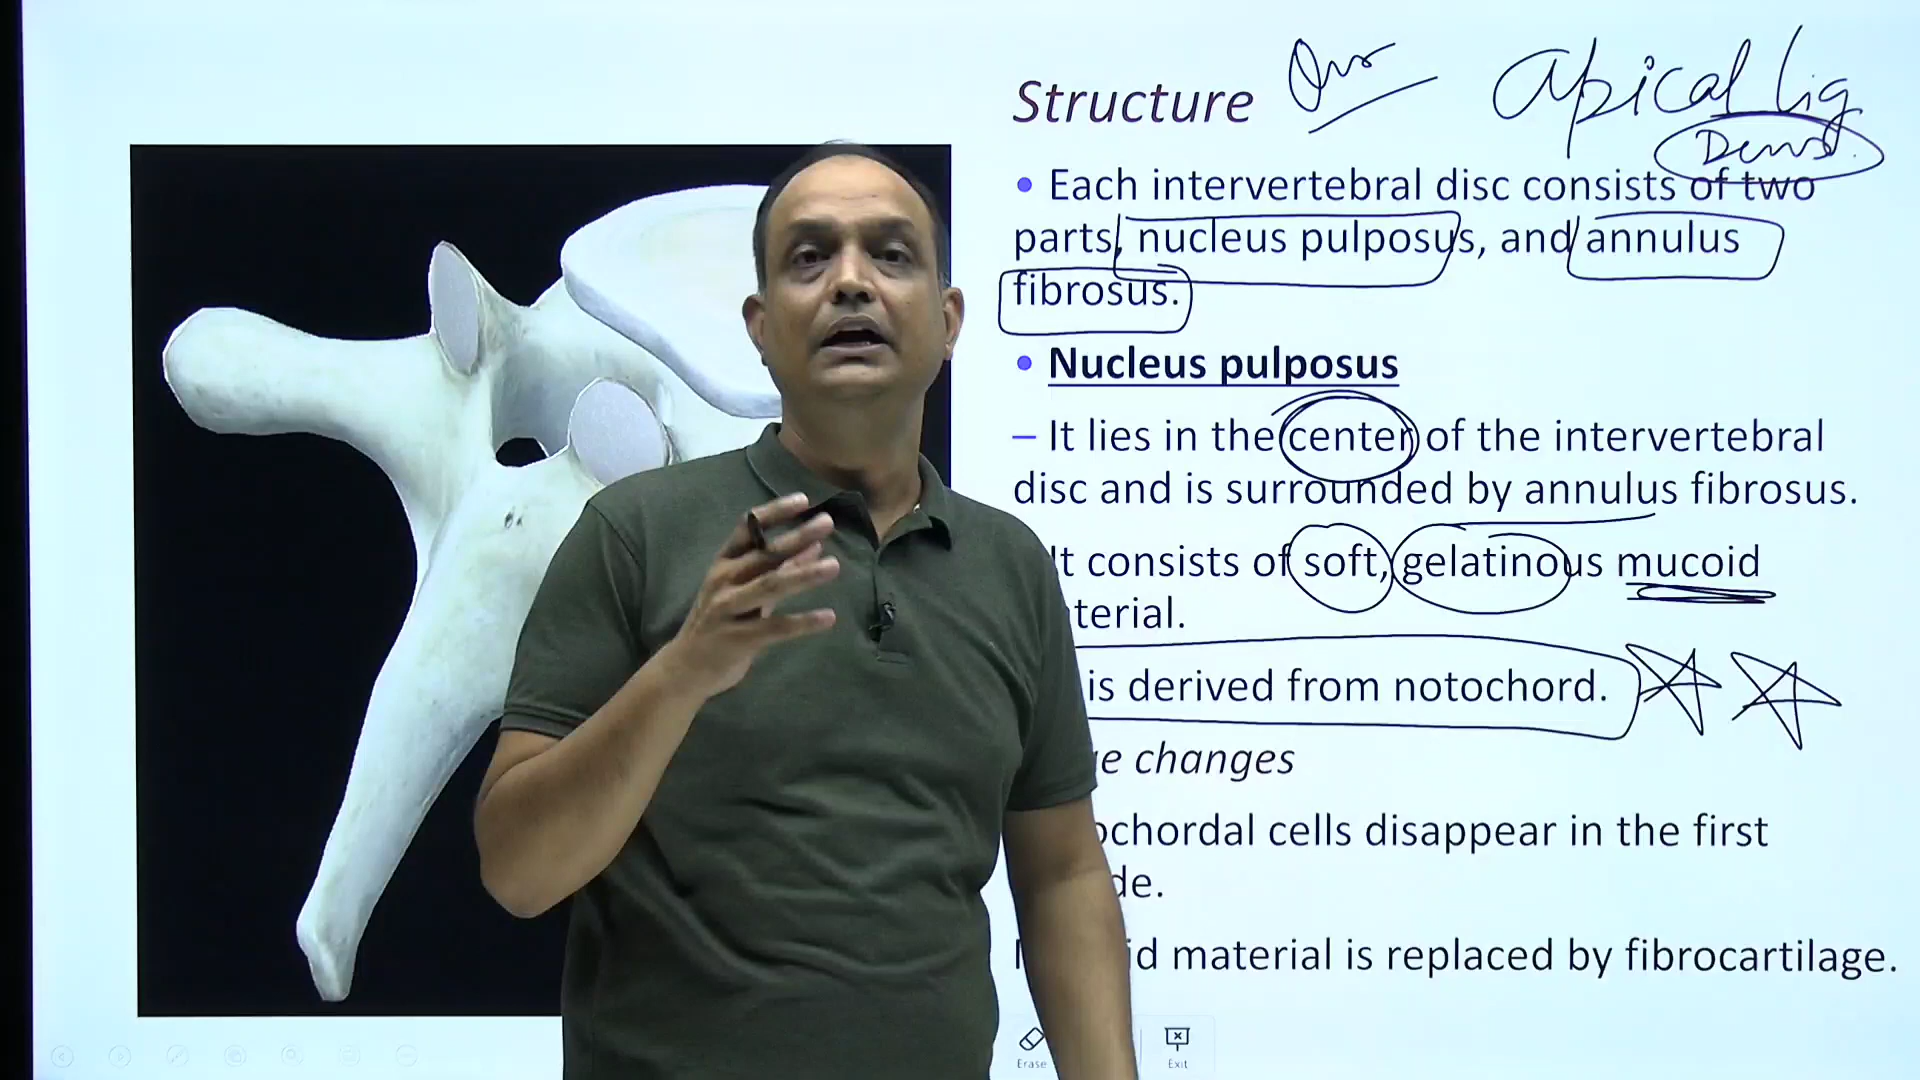 Structure
apical lig
Dens
• Each intervertebral disc consists of two
parts, nucleus pulposus, and annulus
fibrosus.
• Nucleus pulposus
– It lies in the center of the intervertebral
disc and is surrounded by annulus fibrosus.
It consists of soft, gelatinous mucoid
terial.
is derived from notochord.
e changes
ochordal cells disappear in the first
de.
id material is replaced by fibrocartilage.
Erase
Exit